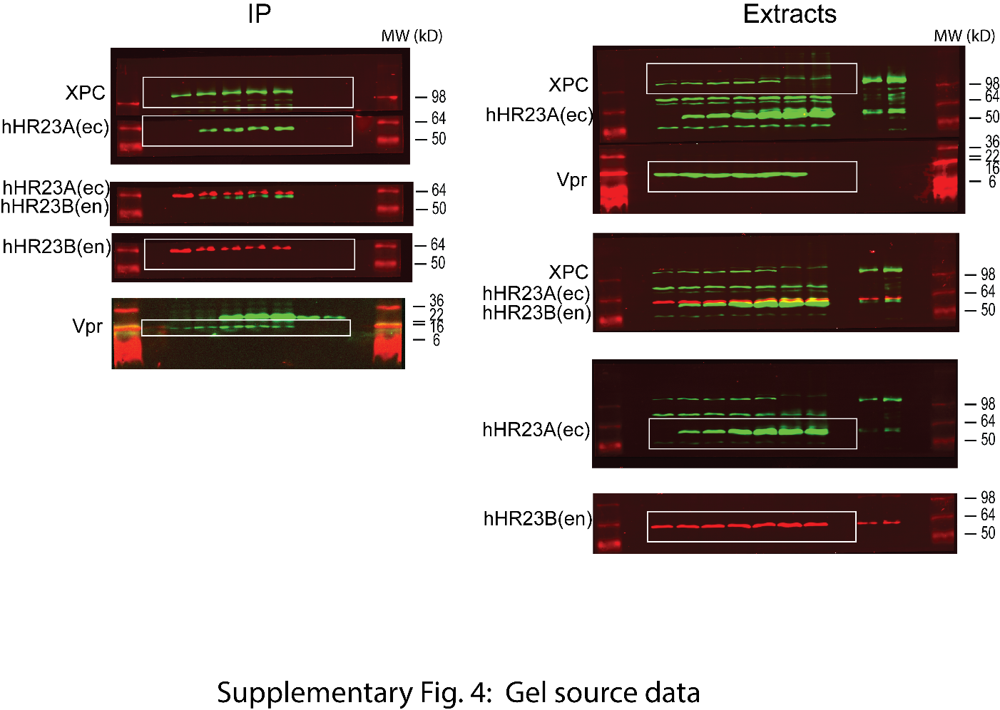 IP
MW (kD)
XPC
98
hHR23A(ec)
64
50
hHR23A(ec)
64
hHR23B(en)
50
hHR23B(en)
64
50
36
22
Vpr
16
6
Extracts
MW (kD)
XPC
98
64
hHR23A(ec)
50
36
22
16
Vpr
6
XPC
98
hHR23A(ec)
64
hHR23B(en)
50
98
64
hHR23A(ec)
50
98
hHR23B(en)
64
50
Supplementary Fig. 4: Gel source data